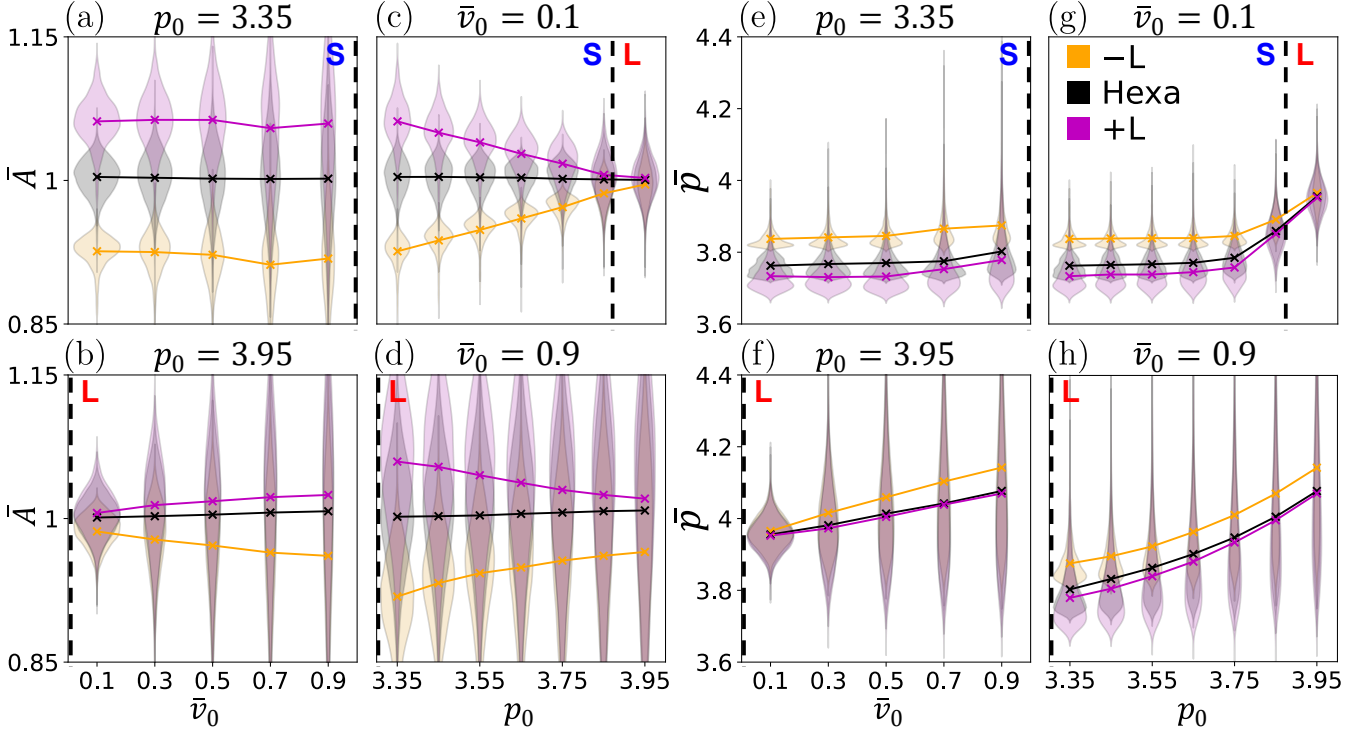 (a) p₀ = 3.35
(c) v̄₀ = 0.1
(e) p₀ = 3.35
(g) v̄₀ = 0.1
1.15
1
0.85
Ā
S
S L
4.4
4.2
4
3.8
3.6
p̄
S
S L
−L
Hexa
+L
(b) p₀ = 3.95
(d) v̄₀ = 0.9
(f) p₀ = 3.95
(h) v̄₀ = 0.9
1.15
1
0.85
Ā
L
L
4.4
4.2
4
3.8
3.6
p̄
L
L
0.1 0.3 0.5 0.7 0.9
3.35 3.55 3.75 3.95
0.1 0.3 0.5 0.7 0.9
3.35 3.55 3.75 3.95
v̄₀
p₀
v̄₀
p₀